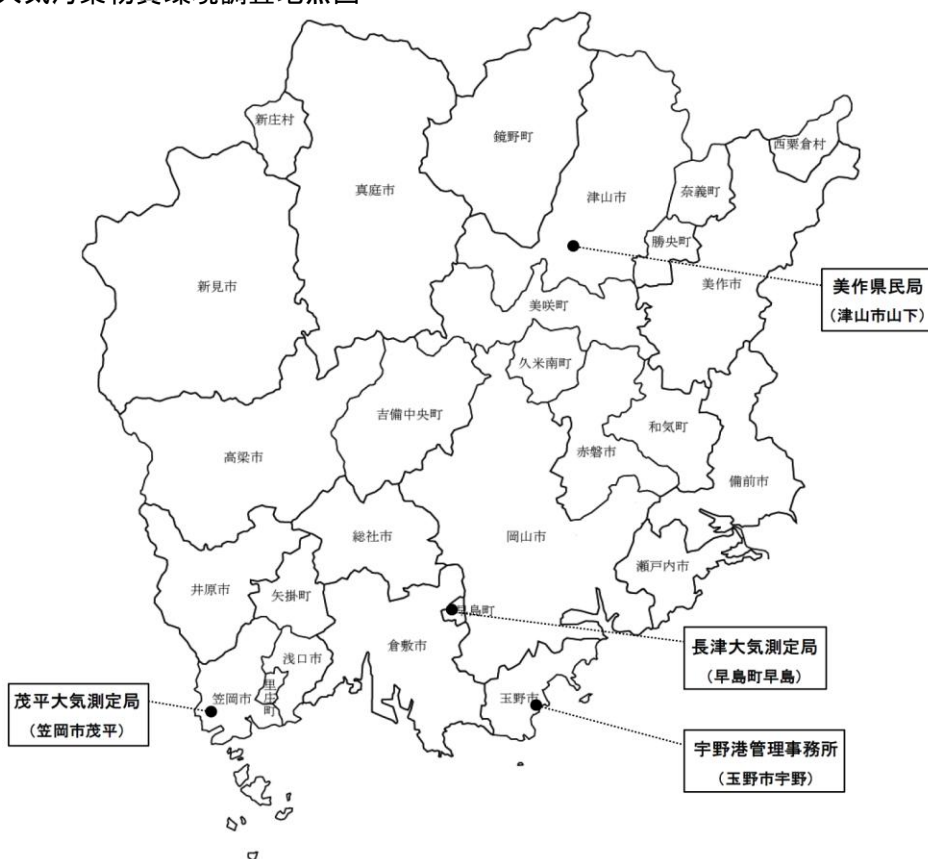 大気汚染物質環境調査地点図
新庄村
鏡野町
西粟倉村
真庭市
津山市
奈義町
勝央町
新見市
美作市
美作県民局
(津山市山下)
美咲町
久米南町
吉備中央町
和気町
高梁市
赤磐市
備前市
総社市
岡山市
瀬戸内市
井原市
矢掛町
早島町
倉敷市
長津大気測定局
(早島町早島)
浅口市
里庄町
笠岡市
玉野市
茂平大気測定局
(笠岡市茂平)
宇野港管理事務所
(玉野市宇野)